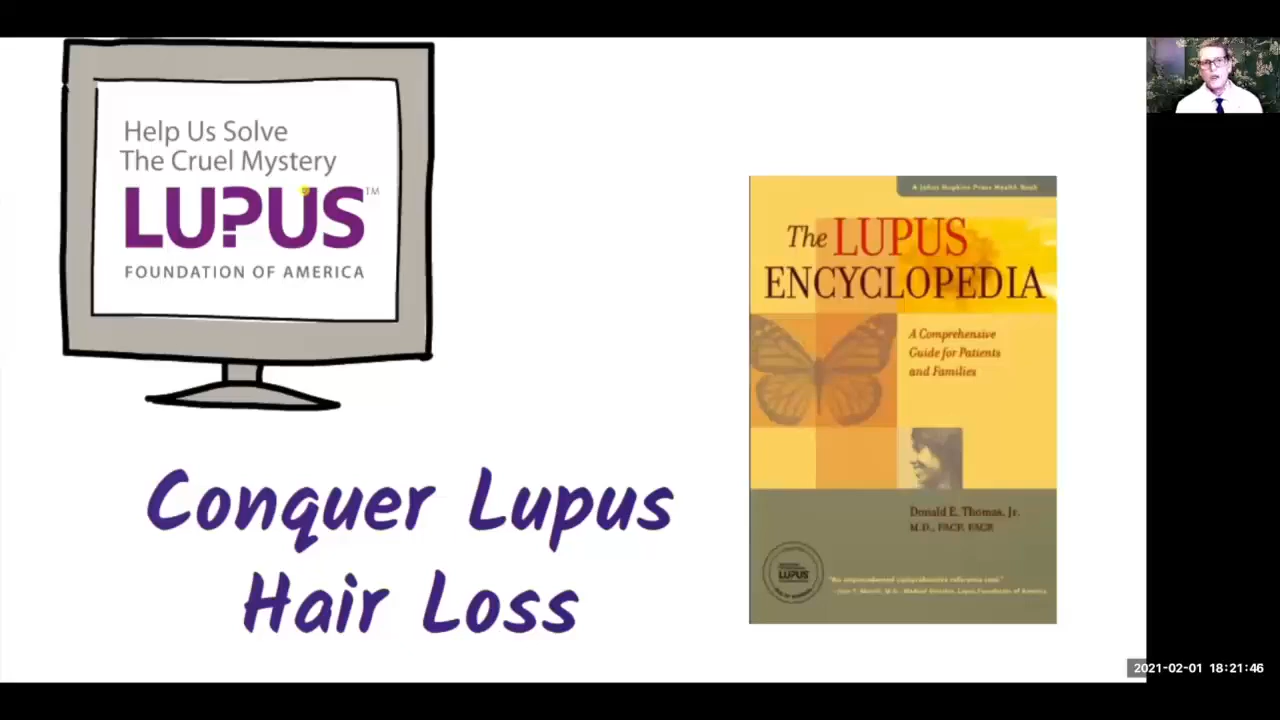 Help Us Solve
The Cruel Mystery
LUPUS™
FOUNDATION OF AMERICA
Conquer Lupus
Hair Loss
A Johns Hopkins Press Health Book
The LUPUS
ENCYCLOPEDIA
A Comprehensive
Guide for Patients
and Families
Donald E. Thomas, Jr.
M.D., FACP, FACR
LUPUS
2021-02-01 18:21:46